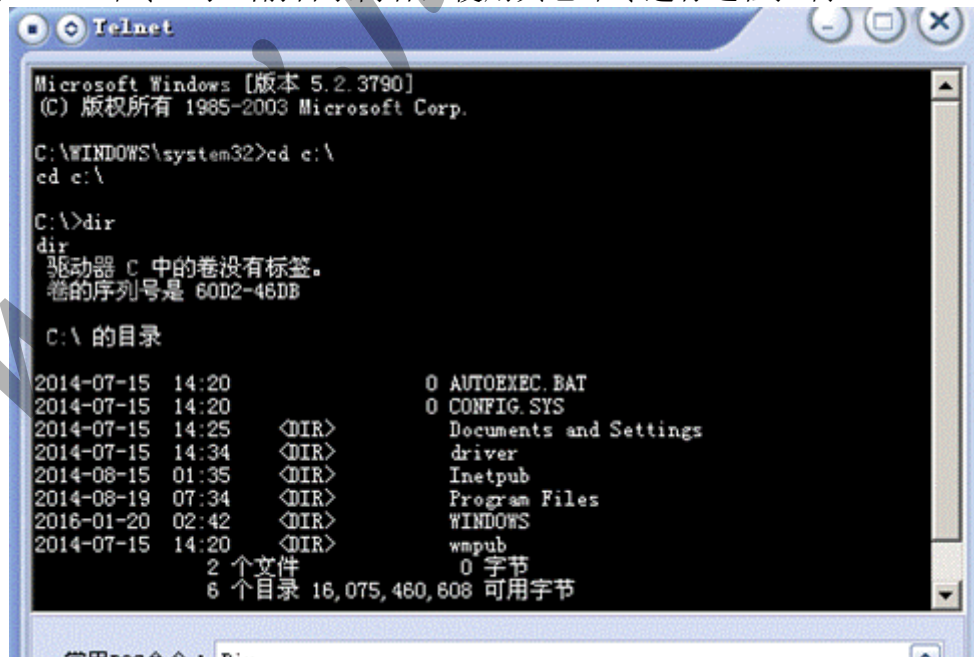 Telnet
Microsoft Windows [版本 5.2.3790]
(C) 版权所有 1985-2003 Microsoft Corp.
C:\WINDOWS\system32>cd c:\
cd c:\
C:\>dir
dir
驱动器 C 中的卷没有标签。
卷的序列号是 60D2-46DB
C:\ 的目录
2014-07-15 14:20 0 AUTOEXEC.BAT
2014-07-15 14:20 0 CONFIG.SYS
2014-07-15 14:25 <DIR> Documents and Settings
2014-07-15 14:34 <DIR> driver
2014-08-15 01:35 <DIR> Inetpub
2014-08-19 07:34 <DIR> Program Files
2016-01-20 02:42 <DIR> WINDOWS
2014-07-15 14:20 <DIR> wmpub
2 个文件 0 字节
6 个目录 16,075,460,608 可用字节